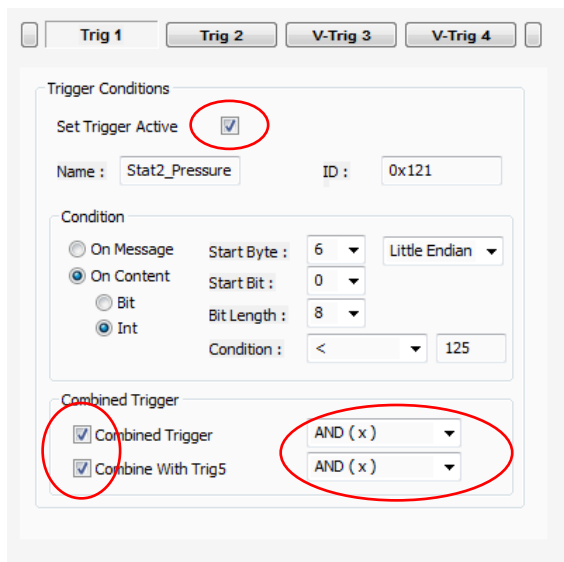 Trig 1 Trig 2 V-Trig 3 V-Trig 4
Trigger Conditions
Set Trigger Active
Name : Stat2_Pressure ID : 0x121
Condition
On Message Start Byte : 6 Little Endian
On Content Start Bit : 0
Bit Bit Length : 8
Int
Condition : < 125
Combined Trigger
Combined Trigger AND ( x )
Combine With Trig5 AND ( x )